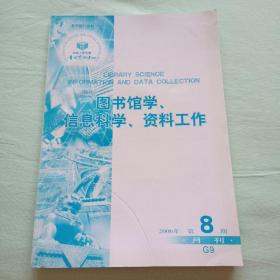 LIBRARY SCIENCE
INFORMATION AND DATA COLLECTION
图书馆学、
信息科学、资料工作
2006年 第 8 期
月刊
G9